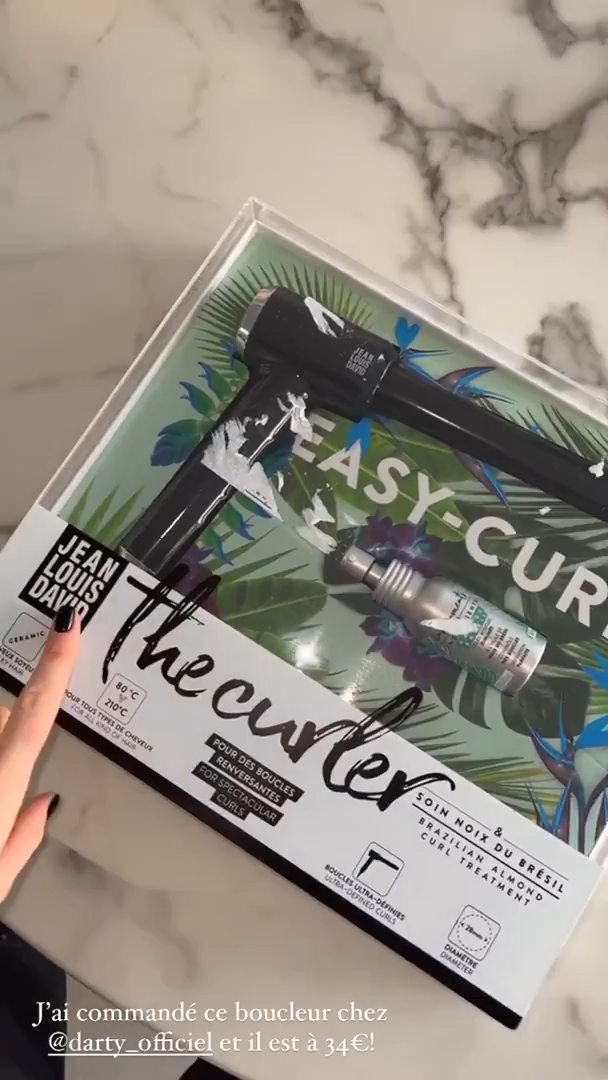 JEAN
LOUIS
DAVID
EASY-CUR
JEAN
LOUIS
DAVID
The curler
CERAMIC
80 °C
210°C
POUR TOUS TYPES DE CHEVEUX
FOR ALL KIND OF HAIR
POUR DES BOUCLES
RENVERSANTES
FOR SPECTACULAR
CURLS
&
SOIN NOIX DU BRÉSIL
BRAZILIAN ALMOND
CURL TREATMENT
BOUCLES ULTRA-DÉFINIES
ULTRA-DEFINED CURLS
28mm
DIAMÈTRE
DIAMETER
J'ai commandé ce boucleur chez
@darty_officiel et il est à 34€!